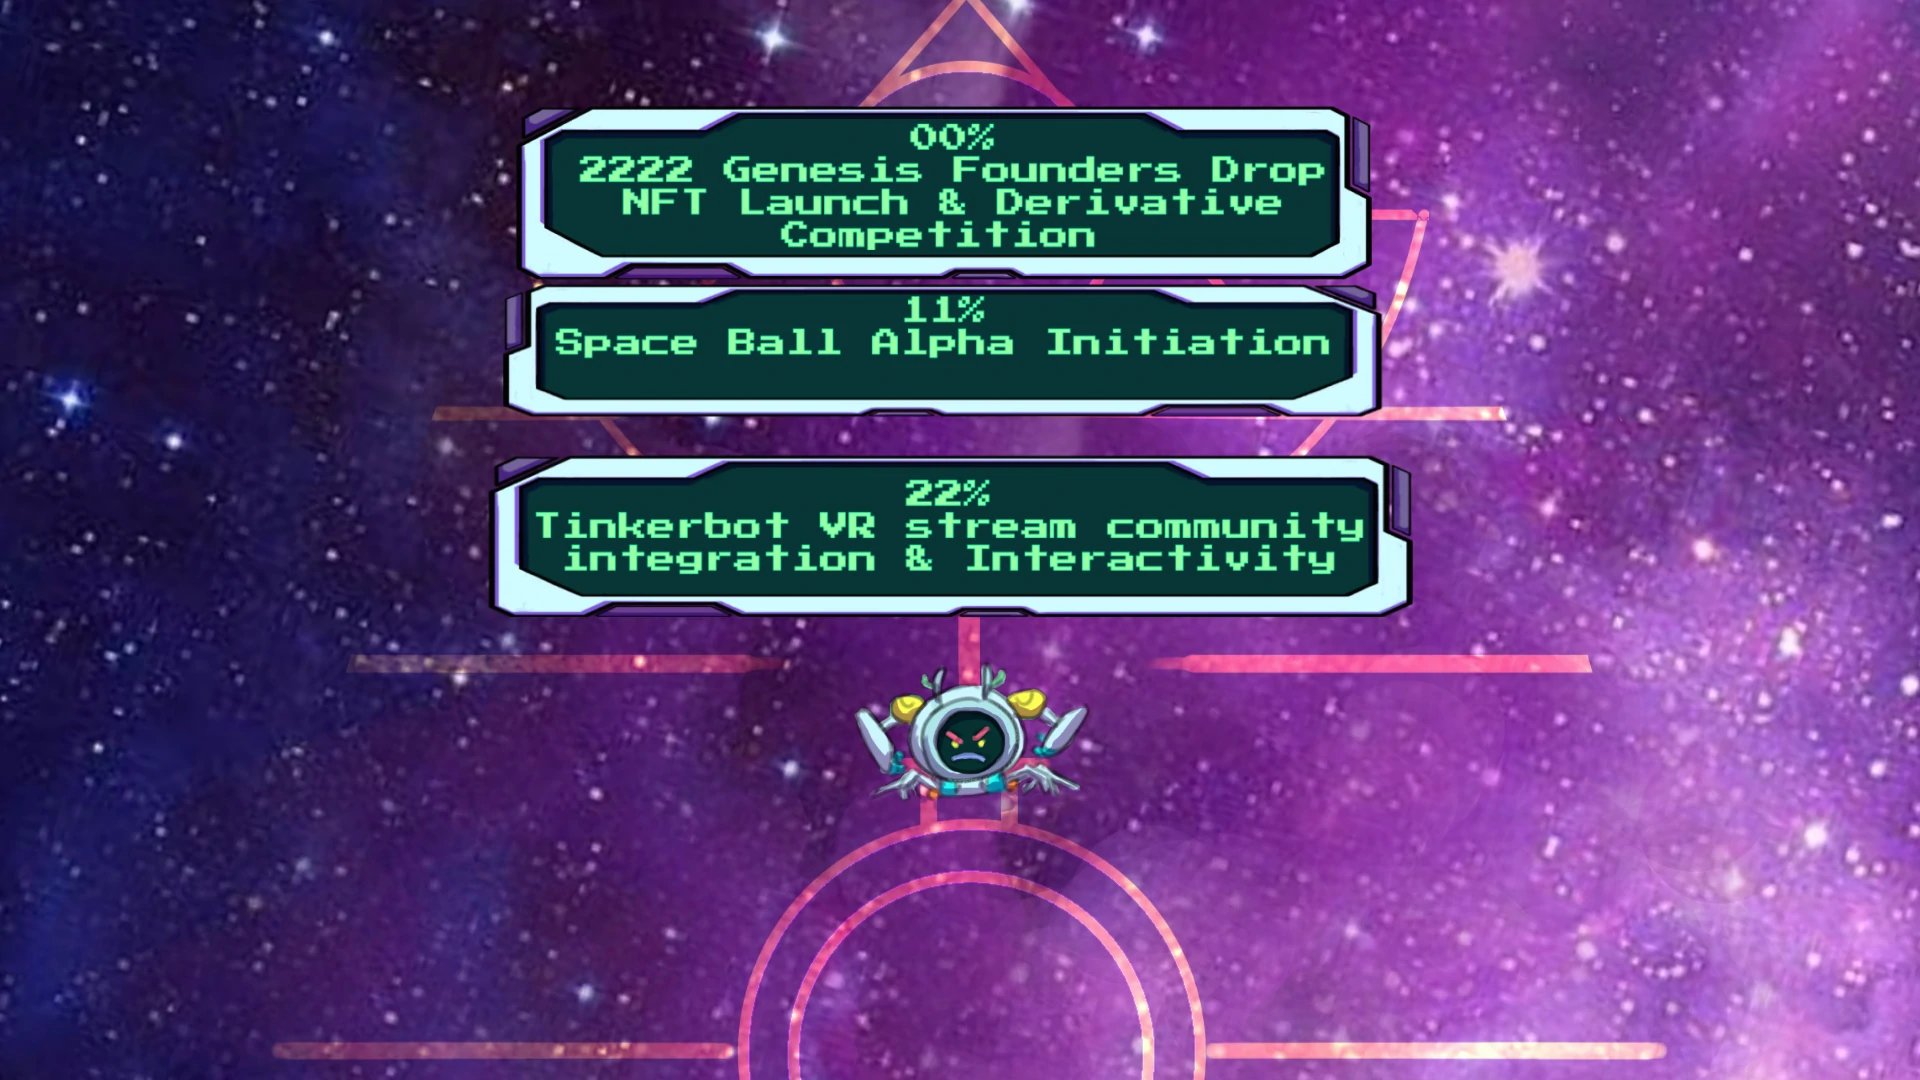 00%
2222 Genesis Founders Drop
NFT Launch & Derivative
Competition
11%
Space Ball Alpha Initiation
22%
Tinkerbot VR stream community
integration & Interactivity